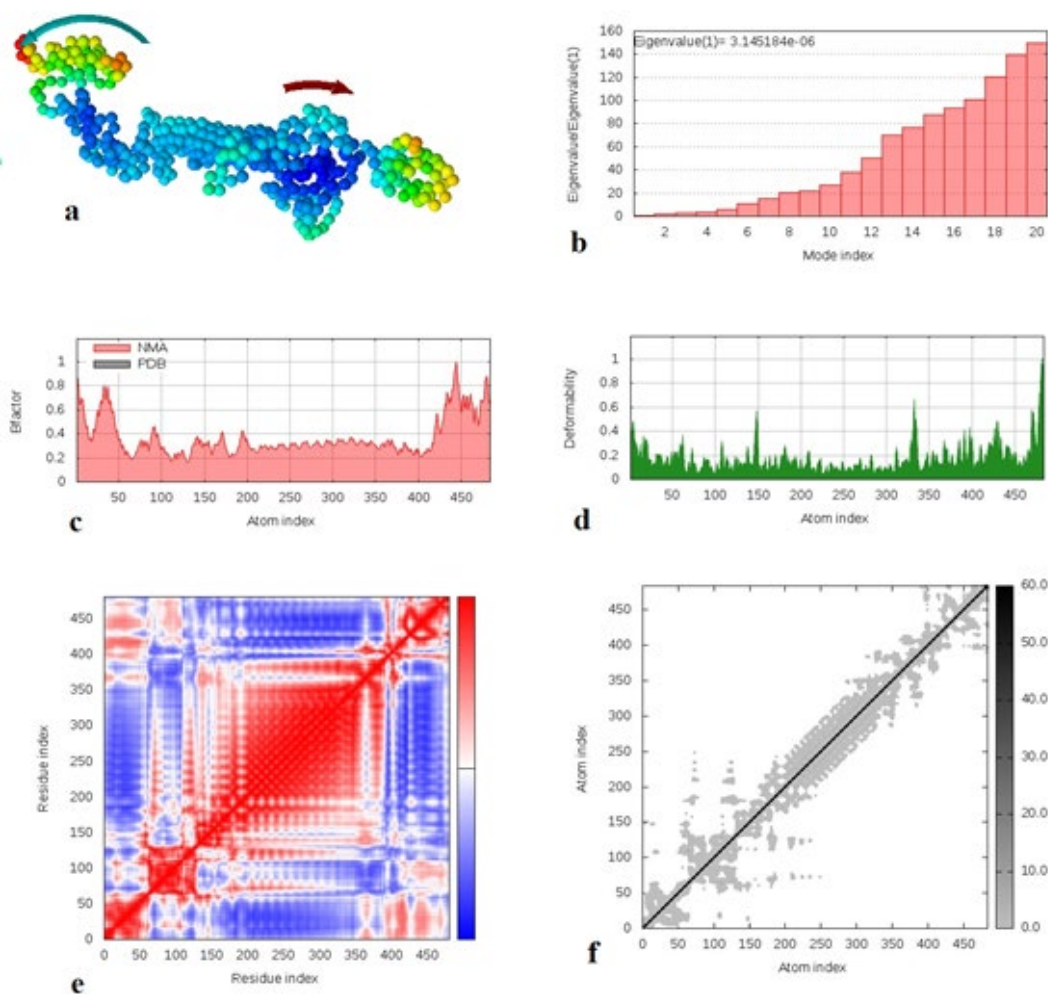 a
Eigenvalue(1)= 3.145184e-06
Eigenvalue/Eigenvalue(1)
160
140
120
100
80
60
40
20
0
2 4 6 8 10 12 14 16 18 20
Mode index
b
NMA
PDB
Bfactor
1
0.8
0.6
0.4
0.2
0
50 100 150 200 250 300 350 400 450
Atom index
c
Deformability
1
0.8
0.6
0.4
0.2
0
50 100 150 200 250 300 350 400 450
Atom index
d
Residue index
450
400
350
300
250
200
150
100
50
0
0 50 100 150 200 250 300 350 400 450
Residue index
e
Atom index
450
400
350
300
250
200
150
100
50
0
0 50 100 150 200 250 300 350 400 450
Atom index
60.0
50.0
40.0
30.0
20.0
10.0
0.0
f